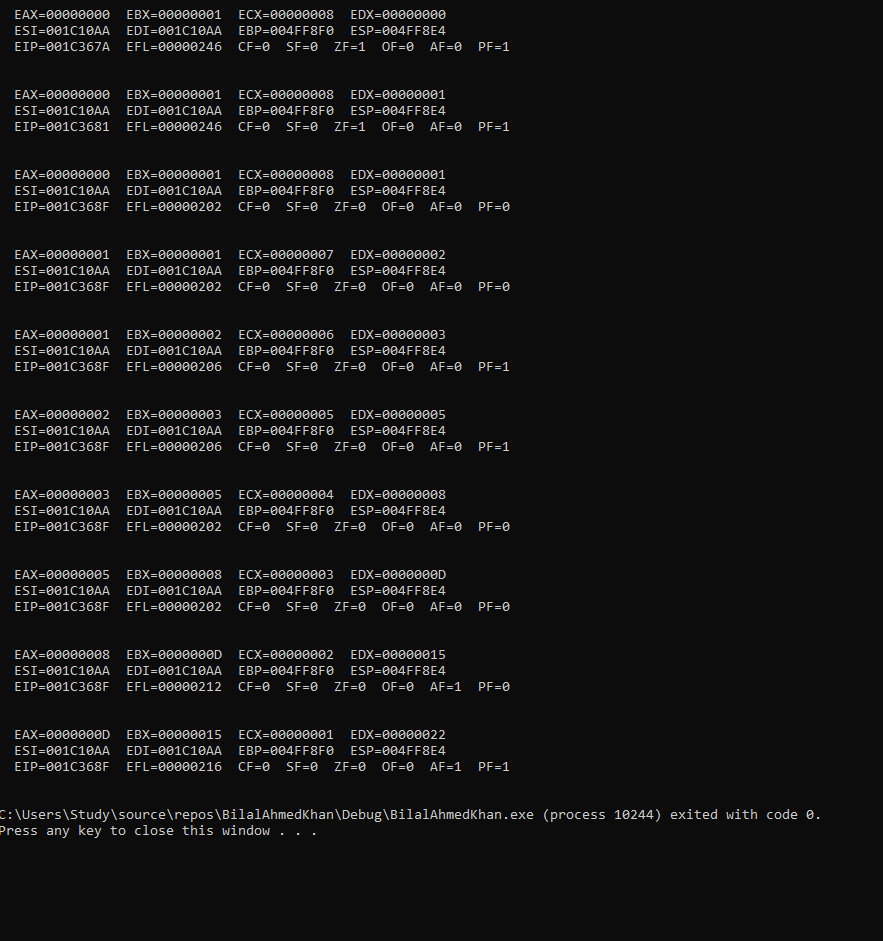 EAX=00000000  EBX=00000001  ECX=00000008  EDX=00000000
ESI=001C10AA  EDI=001C10AA  EBP=004FF8F0  ESP=004FF8E4
EIP=001C367A  EFL=00000246  CF=0  SF=0  ZF=1  OF=0  AF=0  PF=1
EAX=00000000  EBX=00000001  ECX=00000008  EDX=00000001
ESI=001C10AA  EDI=001C10AA  EBP=004FF8F0  ESP=004FF8E4
EIP=001C3681  EFL=00000246  CF=0  SF=0  ZF=1  OF=0  AF=0  PF=1
EAX=00000000  EBX=00000001  ECX=00000008  EDX=00000001
ESI=001C10AA  EDI=001C10AA  EBP=004FF8F0  ESP=004FF8E4
EIP=001C368F  EFL=00000202  CF=0  SF=0  ZF=0  OF=0  AF=0  PF=0
EAX=00000001  EBX=00000001  ECX=00000007  EDX=00000002
ESI=001C10AA  EDI=001C10AA  EBP=004FF8F0  ESP=004FF8E4
EIP=001C368F  EFL=00000202  CF=0  SF=0  ZF=0  OF=0  AF=0  PF=0
EAX=00000001  EBX=00000002  ECX=00000006  EDX=00000003
ESI=001C10AA  EDI=001C10AA  EBP=004FF8F0  ESP=004FF8E4
EIP=001C368F  EFL=00000206  CF=0  SF=0  ZF=0  OF=0  AF=0  PF=1
EAX=00000002  EBX=00000003  ECX=00000005  EDX=00000005
ESI=001C10AA  EDI=001C10AA  EBP=004FF8F0  ESP=004FF8E4
EIP=001C368F  EFL=00000206  CF=0  SF=0  ZF=0  OF=0  AF=0  PF=1
EAX=00000003  EBX=00000005  ECX=00000004  EDX=00000008
ESI=001C10AA  EDI=001C10AA  EBP=004FF8F0  ESP=004FF8E4
EIP=001C368F  EFL=00000202  CF=0  SF=0  ZF=0  OF=0  AF=0  PF=0
EAX=00000005  EBX=00000008  ECX=00000003  EDX=0000000D
ESI=001C10AA  EDI=001C10AA  EBP=004FF8F0  ESP=004FF8E4
EIP=001C368F  EFL=00000202  CF=0  SF=0  ZF=0  OF=0  AF=0  PF=0
EAX=00000008  EBX=0000000D  ECX=00000002  EDX=00000015
ESI=001C10AA  EDI=001C10AA  EBP=004FF8F0  ESP=004FF8E4
EIP=001C368F  EFL=00000212  CF=0  SF=0  ZF=0  OF=0  AF=1  PF=0
EAX=0000000D  EBX=00000015  ECX=00000001  EDX=00000022
ESI=001C10AA  EDI=001C10AA  EBP=004FF8F0  ESP=004FF8E4
EIP=001C368F  EFL=00000216  CF=0  SF=0  ZF=0  OF=0  AF=1  PF=1
C:\Users\Study\source\repos\BilalAhmedKhan\Debug\BilalAhmedKhan.exe (process 10244) exited with code 0.
Press any key to close this window . . .